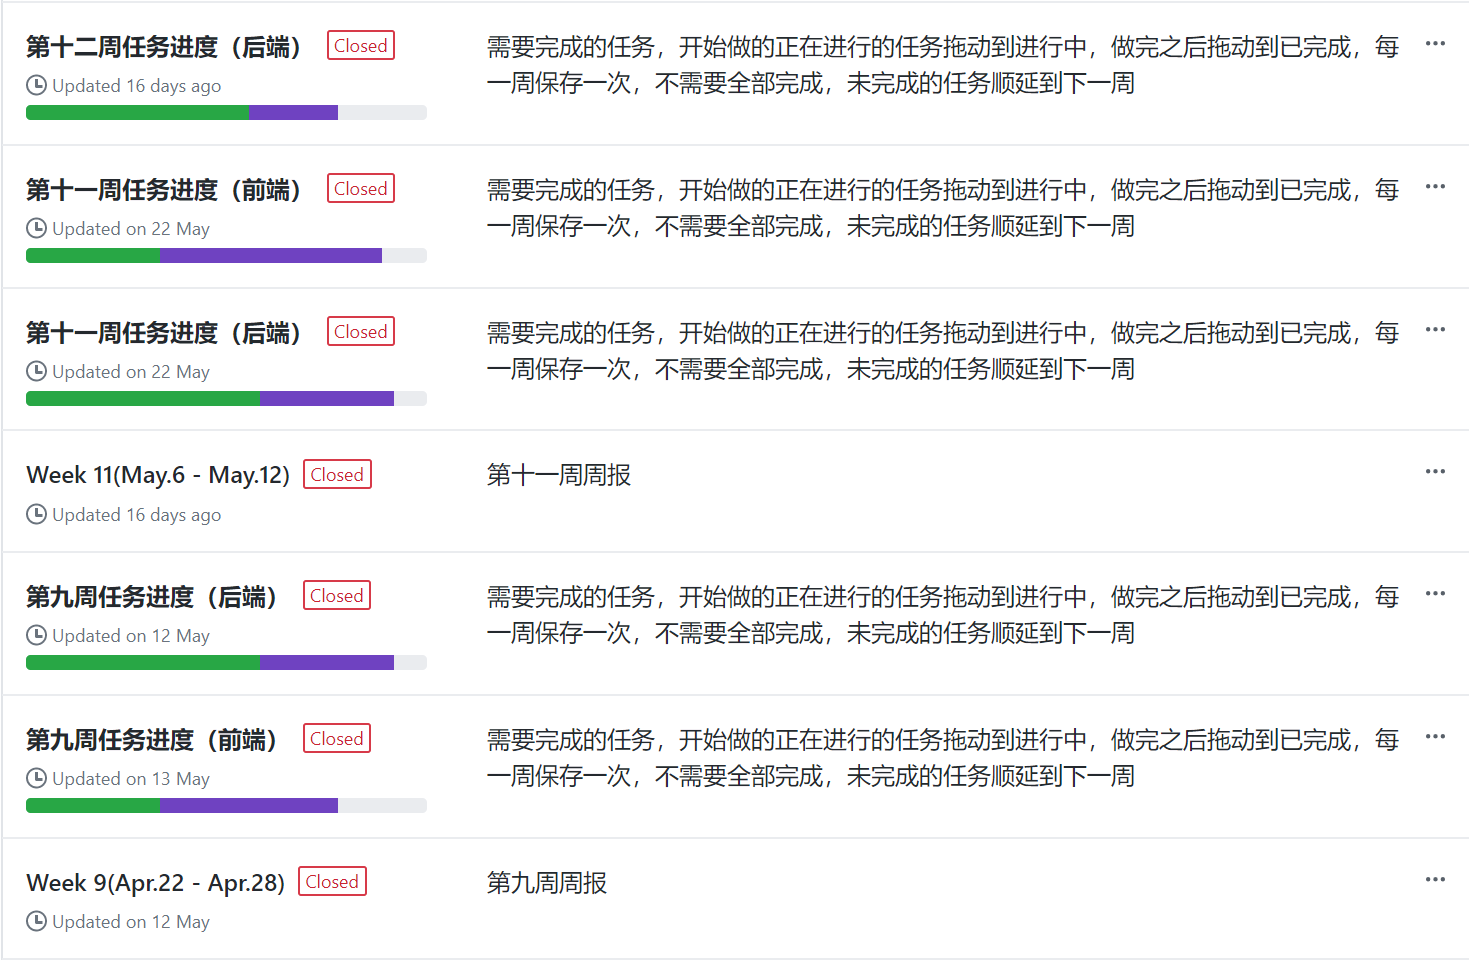 第十二周任务进度（后端） Closed
Updated 16 days ago
需要完成的任务，开始做的正在进行的任务拖动到进行中，做完之后拖动到已完成，每
一周保存一次，不需要全部完成，未完成的任务顺延到下一周
第十一周任务进度（前端） Closed
Updated on 22 May
需要完成的任务，开始做的正在进行的任务拖动到进行中，做完之后拖动到已完成，每
一周保存一次，不需要全部完成，未完成的任务顺延到下一周
第十一周任务进度（后端） Closed
Updated on 22 May
需要完成的任务，开始做的正在进行的任务拖动到进行中，做完之后拖动到已完成，每
一周保存一次，不需要全部完成，未完成的任务顺延到下一周
Week 11(May.6 - May.12) Closed
Updated 16 days ago
第十一周周报
第九周任务进度（后端） Closed
Updated on 12 May
需要完成的任务，开始做的正在进行的任务拖动到进行中，做完之后拖动到已完成，每
一周保存一次，不需要全部完成，未完成的任务顺延到下一周
第九周任务进度（前端） Closed
Updated on 13 May
需要完成的任务，开始做的正在进行的任务拖动到进行中，做完之后拖动到已完成，每
一周保存一次，不需要全部完成，未完成的任务顺延到下一周
Week 9(Apr.22 - Apr.28) Closed
Updated on 12 May
第九周周报